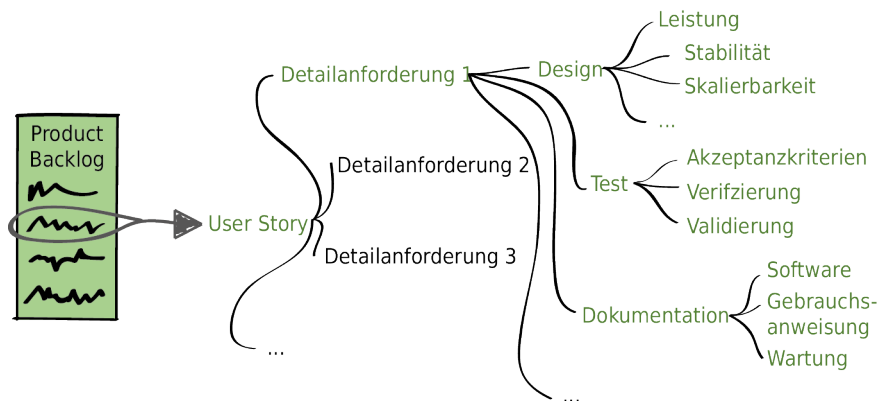 Product
Backlog
User Story
Detailanforderung 1
Detailanforderung 2
Detailanforderung 3
...
Design
Leistung
Stabilität
Skalierbarkeit
...
Test
Akzeptanzkriterien
Verifzierung
Validierung
Dokumentation
Software
Gebrauchs-
anweisung
Wartung
...